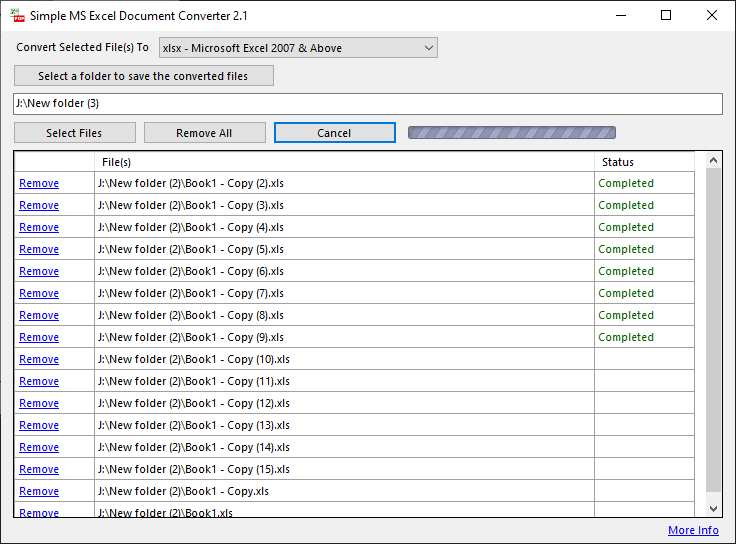 Simple MS Excel Document Converter 2.1
Convert Selected File(s) To xlsx - Microsoft Excel 2007 & Above
Select a folder to save the converted files
J:\New folder (3)
Select Files Remove All Cancel
File(s) Status
Remove J:\New folder (2)\Book1 - Copy (2).xls Completed
Remove J:\New folder (2)\Book1 - Copy (3).xls Completed
Remove J:\New folder (2)\Book1 - Copy (4).xls Completed
Remove J:\New folder (2)\Book1 - Copy (5).xls Completed
Remove J:\New folder (2)\Book1 - Copy (6).xls Completed
Remove J:\New folder (2)\Book1 - Copy (7).xls Completed
Remove J:\New folder (2)\Book1 - Copy (8).xls Completed
Remove J:\New folder (2)\Book1 - Copy (9).xls Completed
Remove J:\New folder (2)\Book1 - Copy (10).xls
Remove J:\New folder (2)\Book1 - Copy (11).xls
Remove J:\New folder (2)\Book1 - Copy (12).xls
Remove J:\New folder (2)\Book1 - Copy (13).xls
Remove J:\New folder (2)\Book1 - Copy (14).xls
Remove J:\New folder (2)\Book1 - Copy (15).xls
Remove J:\New folder (2)\Book1 - Copy.xls
Remove J:\New folder (2)\Book1.xls
More Info